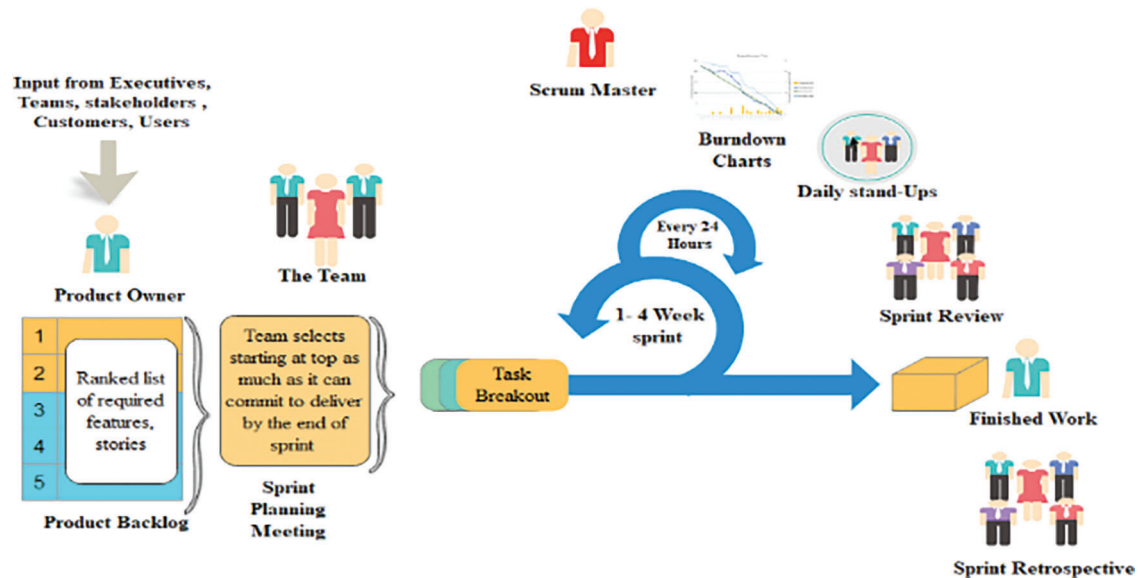 Input from Executives,
Teams, stakeholders ,
Customers, Users
Product Owner
1
2
3
4
5
Ranked list
of required
features,
stories
Product Backlog
The Team
Team selects
starting at top as
much as it can
commit to deliver
by the end of
sprint
Sprint
Planning
Meeting
Task
Breakout
Scrum Master
Burndown
Charts
Daily stand-Ups
Every 24
Hours
1- 4 Week
sprint
Sprint Review
Finished Work
Sprint Retrospective